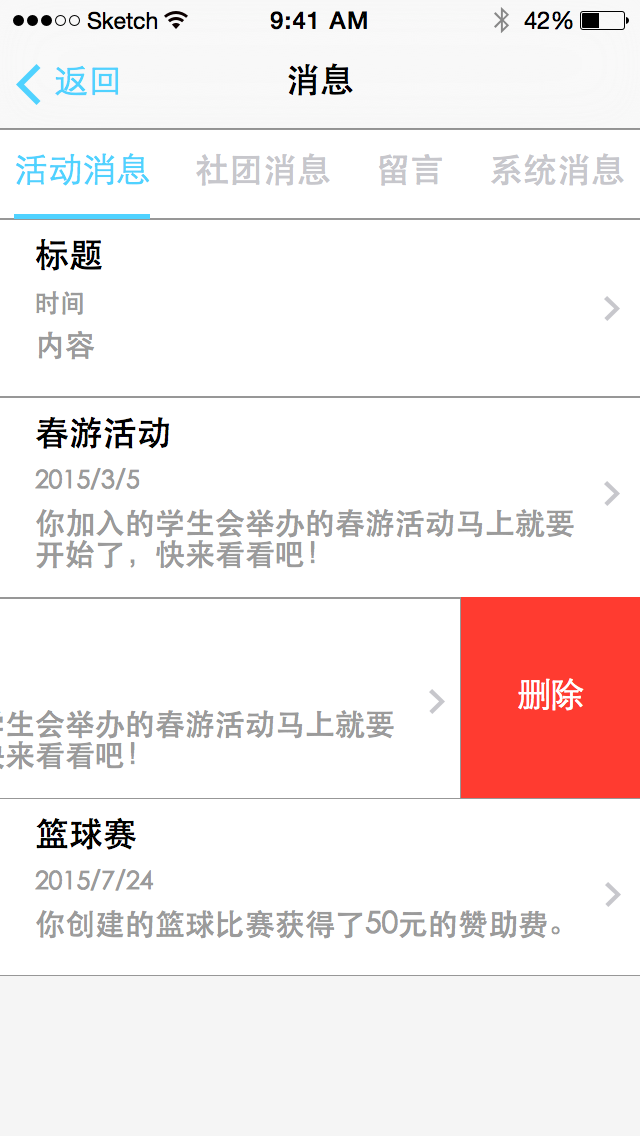 Sketch 9:41 AM 42%
返回 消息
活动消息 社团消息 留言 系统消息
标题
时间
内容
春游活动
2015/3/5
你加入的学生会举办的春游活动马上就要
开始了，快来看看吧！
删除
学生会举办的春游活动马上就要
快来看看吧！
篮球赛
2015/7/24
你创建的篮球比赛获得了50元的赞助费。